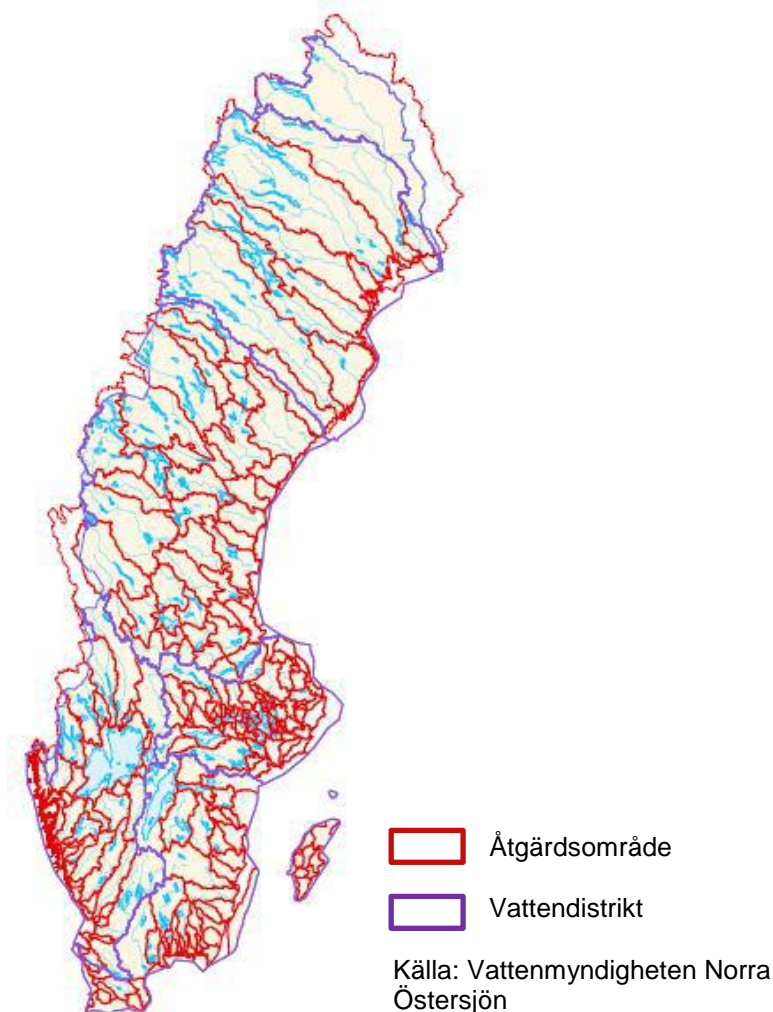 Åtgärdsområde
Vattendistrikt
Källa: Vattenmyndigheten Norra
Östersjön